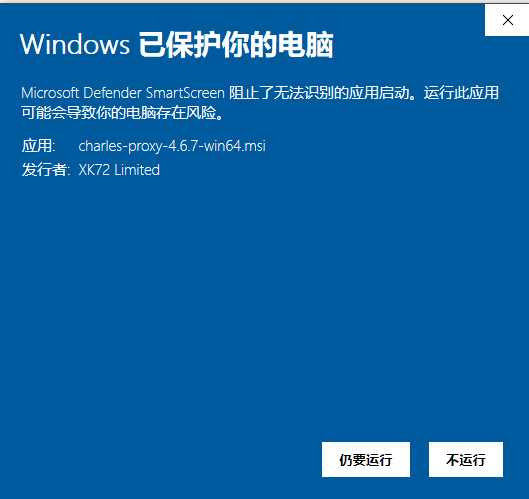 Windows 已保护你的电脑
Microsoft Defender SmartScreen 阻止了无法识别的应用启动。运行此应用
可能会导致你的电脑存在风险。
应用: charles-proxy-4.6.7-win64.msi
发行者: XK72 Limited
仍要运行 不运行